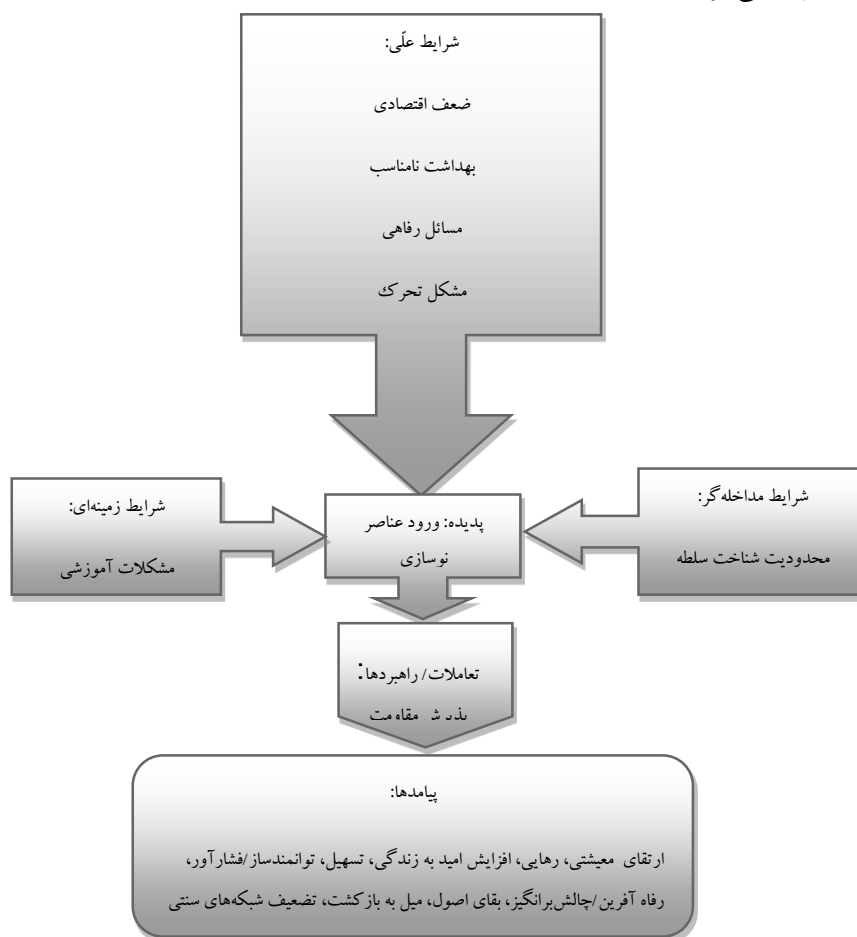 شرایط علّی:
ضعف اقتصادی
بهداشت نامناسب
مسائل رفاهی
مشکل تحرک
شرایط مداخله‌گر:
محدودیت شناخت سلطه
پدیده: ورود عناصر
نوسازی
شرایط زمینه‌ای:
مشکلات آموزشی
تعاملات/ راهبردها:
پذیرش مقاومت
پیامدها:
ارتقای معیشتی، رهایی، افزایش امید به زندگی، تسهیل، توانمندساز/فشارآور،
رفاه آفرین/چالش‌برانگیز، بقای اصول، میل به بازگشت، تضعیف شبکه‌های سنتی